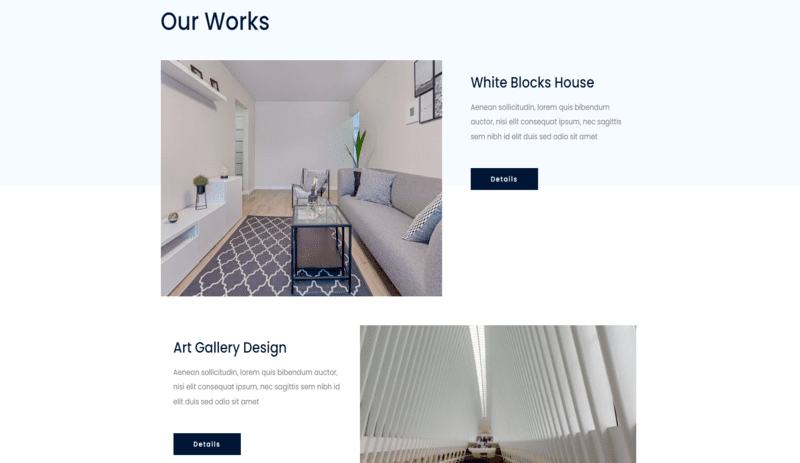 Our Works
White Blocks House
Aenean sollicitudin, lorem quis bibendum
auctor, nisi elit consequat ipsum, nec sagittis
sem nibh id elit duis sed odio sit amet
Details
Art Gallery Design
Aenean sollicitudin, lorem quis bibendum auctor,
nisi elit consequat ipsum, nec sagittis sem nibh id
elit duis sed odio sit amet
Details